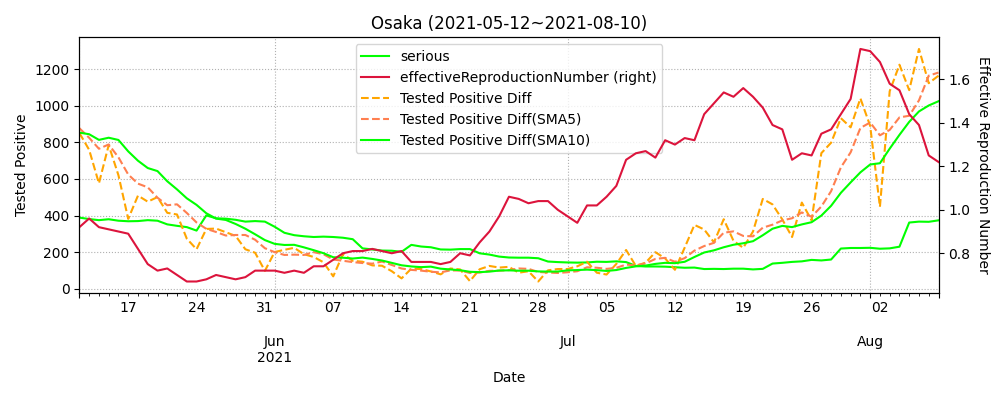 Osaka (2021-05-12~2021-08-10)
serious
effectiveReproductionNumber (right)
Tested Positive Diff
Tested Positive Diff(SMA5)
Tested Positive Diff(SMA10)
Tested Positive
1200
1000
800
600
400
200
0
Effective Reproduction Number
1.6
1.4
1.2
1.0
0.8
17 24 31 07 14 21 28 05 12 19 26 02
Jun Jul Aug
2021
Date